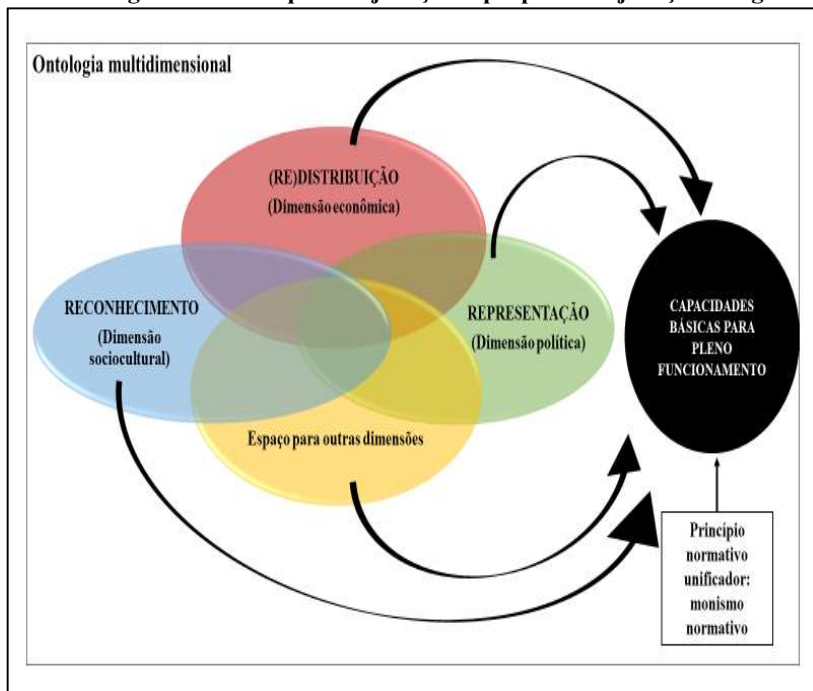 Ontologia multidimensional
(RE)DISTRIBUIÇÃO
(Dimensão econômica)
RECONHECIMENTO
(Dimensão
sociocultural)
REPRESENTAÇÃO
(Dimensão política)
Espaço para outras dimensões
CAPACIDADES
BÁSICAS PARA
PLENO
FUNCIONAMENTO
Princípio
normativo
unificador:
monismo
normativo